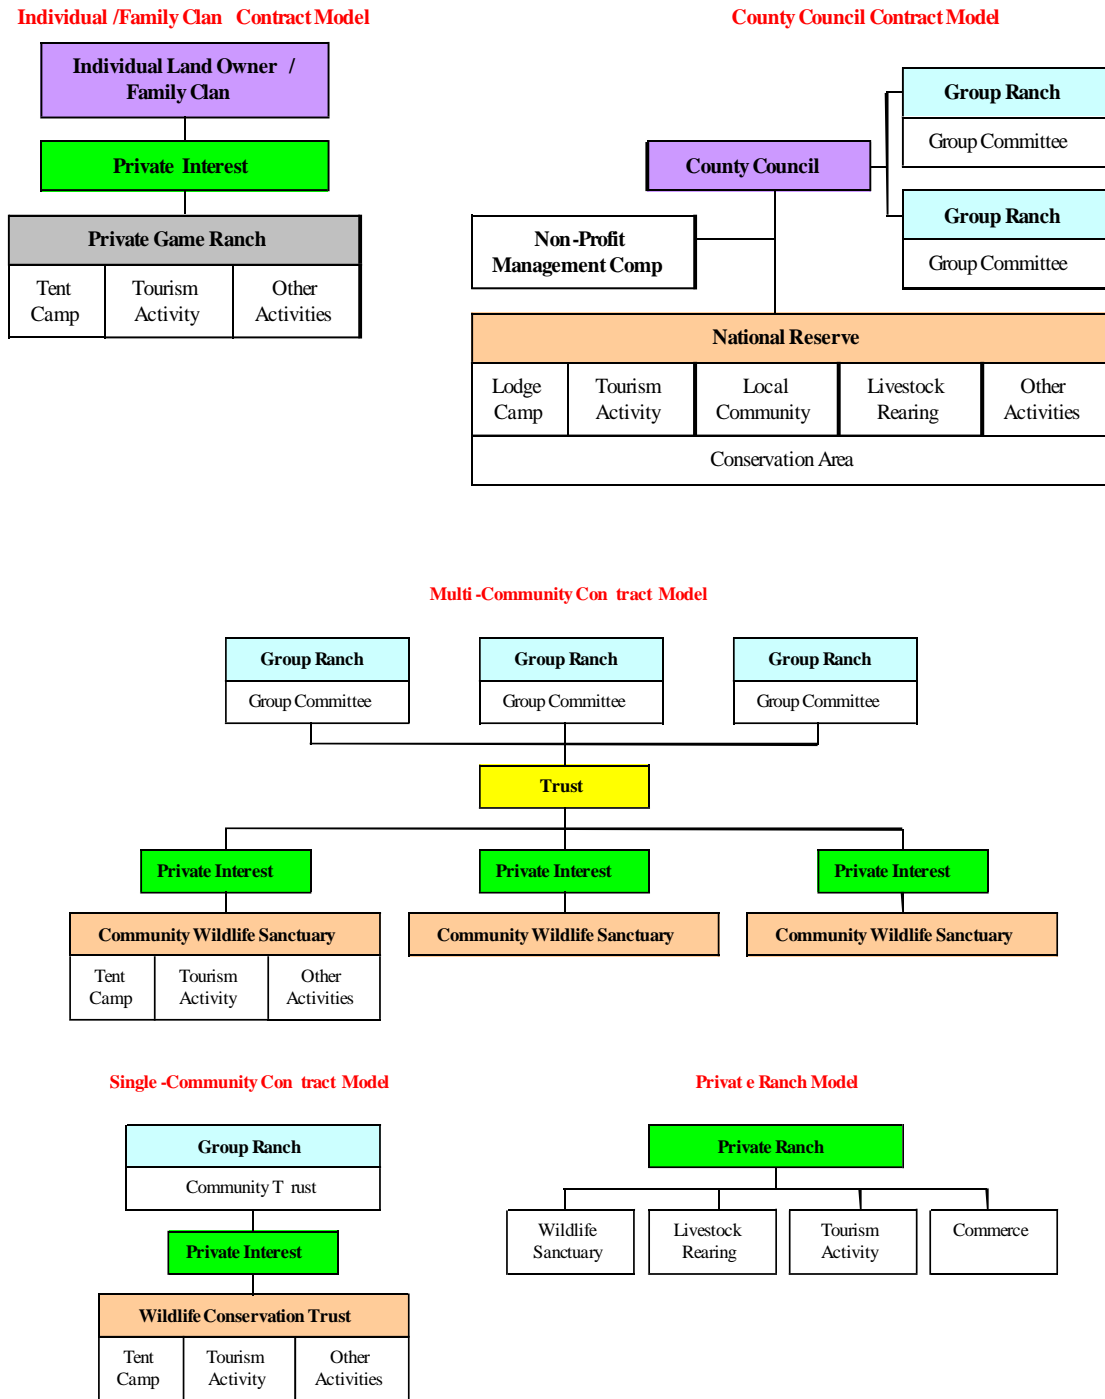 Individual /Family Clan Contract Model
Individual Land Owner /
Family Clan
Private Interest
Private Game Ranch
Tent
Camp
Tourism
Activity
Other
Activities
County Council Contract Model
Group Ranch
Group Committee
County Council
Group Ranch
Group Committee
Non-Profit
Management Comp
National Reserve
Lodge
Camp
Tourism
Activity
Local
Community
Livestock
Rearing
Other
Activities
Conservation Area
Multi-Community Con tract Model
Group Ranch
Group Committee
Group Ranch
Group Committee
Group Ranch
Group Committee
Trust
Private Interest
Private Interest
Private Interest
Community Wildlife Sanctuary
Community Wildlife Sanctuary
Community Wildlife Sanctuary
Tent
Camp
Tourism
Activity
Other
Activities
Single-Community Con tract Model
Group Ranch
Community T rust
Private Interest
Wildlife Conservation Trust
Tent
Camp
Tourism
Activity
Other
Activities
Privat e Ranch Model
Private Ranch
Wildlife
Sanctuary
Livestock
Rearing
Tourism
Activity
Commerce